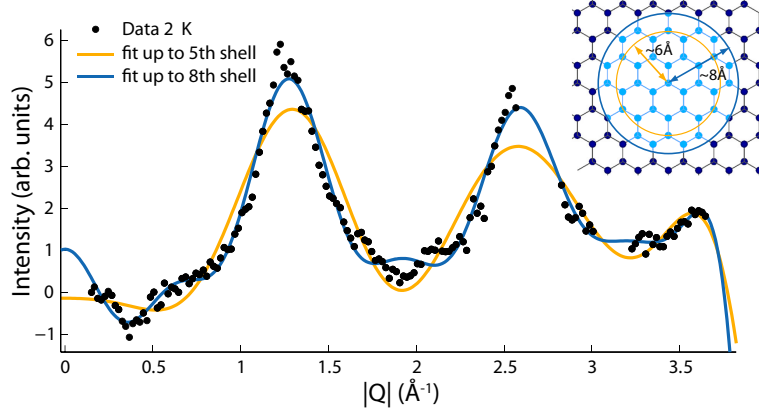 Data 2 K
fit up to 5th shell
fit up to 8th shell
~6Å
~8Å
Intensity (arb. units)
6
5
4
3
2
1
0
−1
0
0.5
1
1.5
2
2.5
3
3.5
|Q| (Å⁻¹)